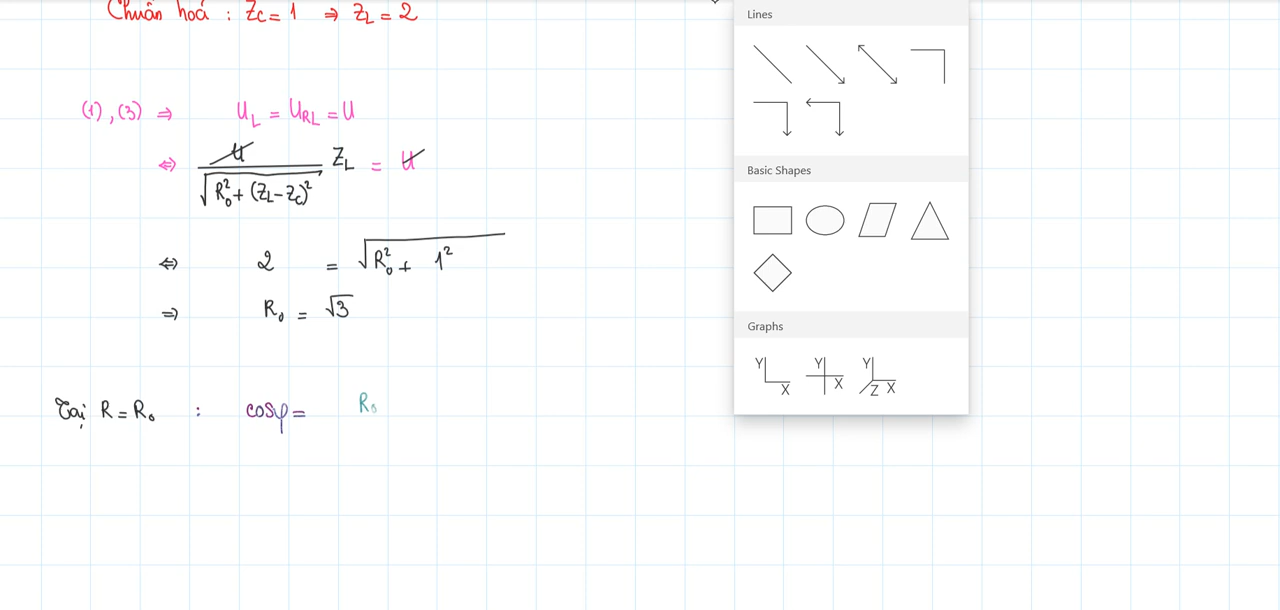 Chuẩn hoá : Z_C = 1 ⇒ Z_L = 2
(1), (3) ⇒ U_L = U_RL = U
⇔ U / √(R₀² + (Z_L - Z_C)²) Z_L = U
⇔ 2 = √(R₀² + 1²)
⇒ R₀ = √3
Tại R = R₀ : cosφ = R₀
Lines
Basic Shapes
Graphs
Y
X
Y
X
Y
Z
X